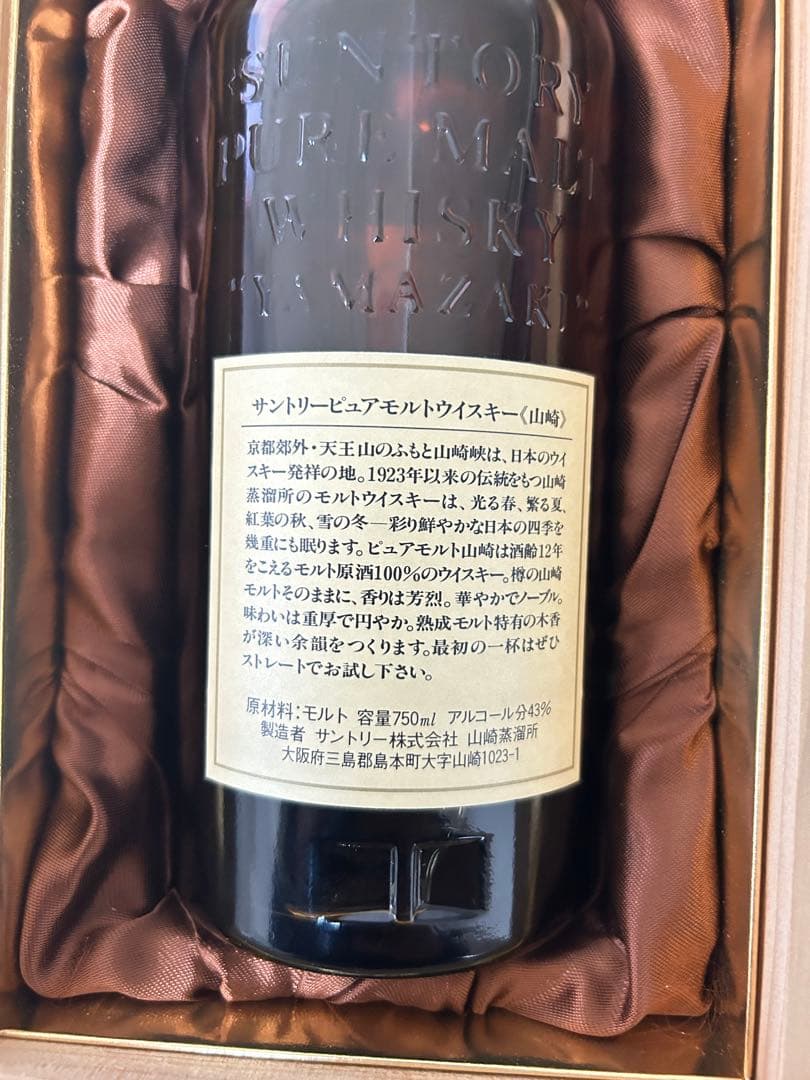 SUNTORY
PURE MALT
WHISKY
"YAMAZAKI"
サントリーピュアモルトウイスキー《山崎》
京都郊外・天王山のふもと山崎峡は、日本のウイ
スキー発祥の地。1923年以来の伝統をもつ山崎
蒸溜所のモルトウイスキーは、光る春、繁る夏、
紅葉の秋、雪の冬―彩り鮮やかな日本の四季を
幾重にも眠ります。ピュアモルト山崎は酒齢12年
をこえるモルト原酒100%のウイスキー。樽の山崎
モルトそのままに、香りは芳烈。華やかでノーブル。
味わいは重厚で円やか。熟成モルト特有の木香
が深い余韻をつくります。最初の一杯はぜひ
ストレートでお試し下さい。
原材料:モルト 容量750ml アルコール分43%
製造者 サントリー株式会社 山崎蒸溜所
大阪府三島郡島本町大字山崎1023-1